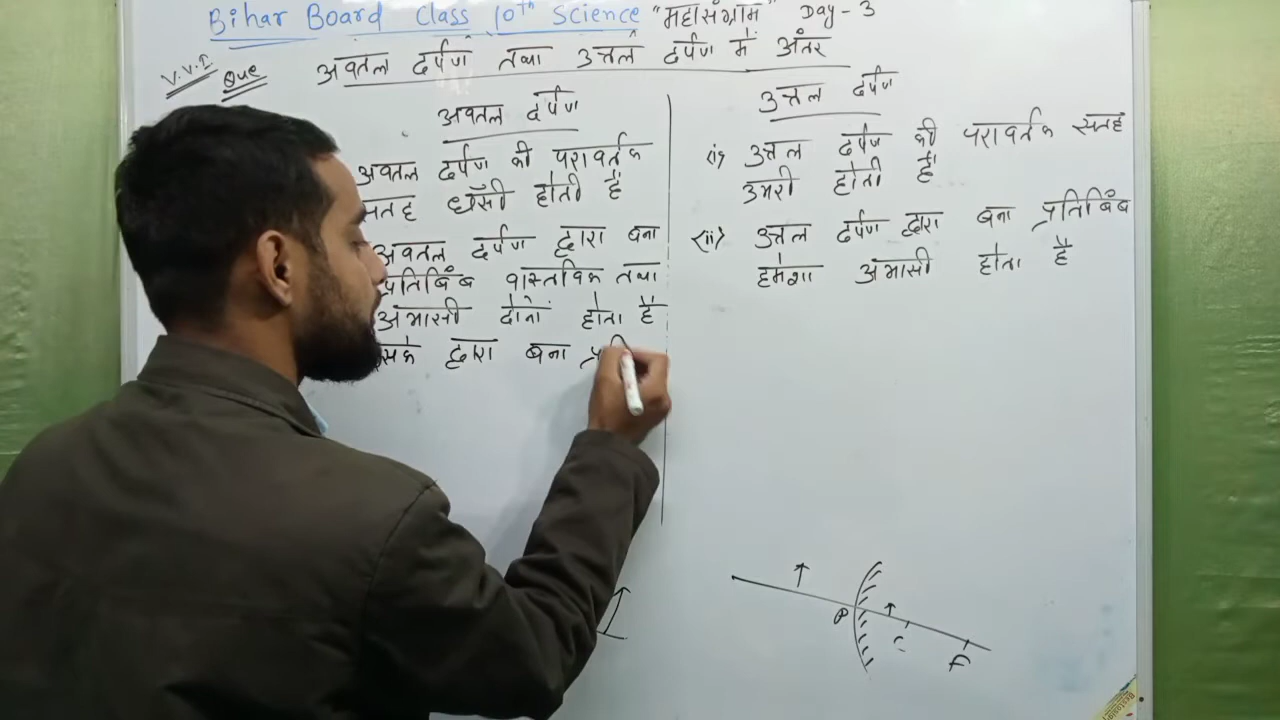 Bihar Board Class 10th Science "महासंग्राम" Day - 3
V.V.I Que अवतल दर्पण तथा उत्तल दर्पण में अंतर
अवतल दर्पण
अवतल दर्पण की परावर्तक
सतह धँसी होती है
अवतल दर्पण द्वारा बना
प्रतिबिंब वास्तविक तथा
अभासी दोनों होता है
द्वारा बना
उत्तल दर्पण
(i) उत्तल दर्पण की परावर्तक सतह
उभरी होती है
(ii) उत्तल दर्पण द्वारा बना प्रतिबिंब
हमेशा अभासी होता है
P C F